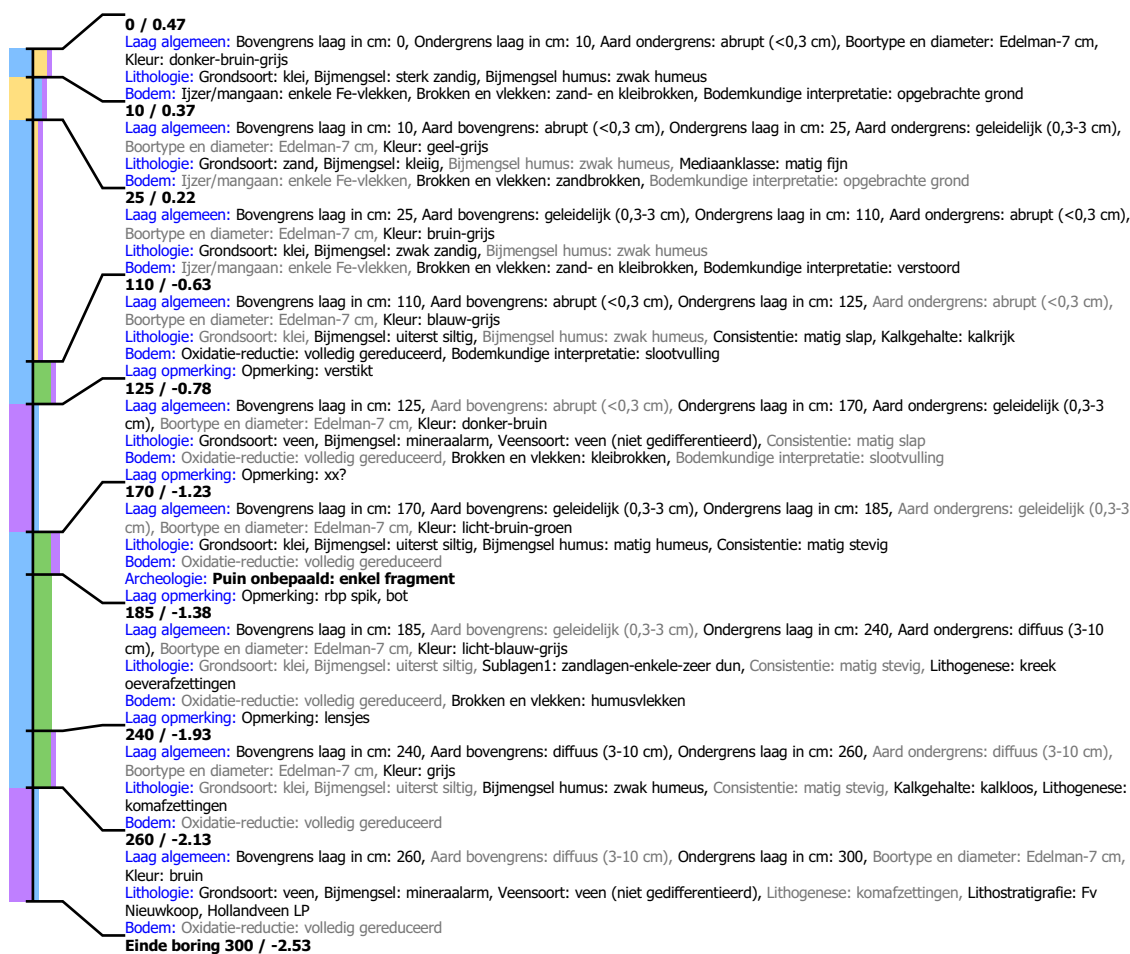 0 / 0.47
Laag algemeen: Bovengrens laag in cm: 0, Ondergrens laag in cm: 10, Aard ondergrens: abrupt (<0,3 cm), Boortype en diameter: Edelman-7 cm,
Kleur: donker-bruin-grijs
Lithologie: Grondsoort: klei, Bijmengsel: sterk zandig, Bijmengsel humus: zwak humeus
Bodem: Ijzer/mangaan: enkele Fe-vlekken, Brokken en vlekken: zand- en kleibrokken, Bodemkundige interpretatie: opgebrachte grond
10 / 0.37
Laag algemeen: Bovengrens laag in cm: 10, Aard bovengrens: abrupt (<0,3 cm), Ondergrens laag in cm: 25, Aard ondergrens: geleidelijk (0,3-3 cm),
Boortype en diameter: Edelman-7 cm, Kleur: geel-grijs
Lithologie: Grondsoort: zand, Bijmengsel: kleiig, Bijmengsel humus: zwak humeus, Mediaanklasse: matig fijn
Bodem: Ijzer/mangaan: enkele Fe-vlekken, Brokken en vlekken: zandbrokken, Bodemkundige interpretatie: opgebrachte grond
25 / 0.22
Laag algemeen: Bovengrens laag in cm: 25, Aard bovengrens: geleidelijk (0,3-3 cm), Ondergrens laag in cm: 110, Aard ondergrens: abrupt (<0,3 cm),
Boortype en diameter: Edelman-7 cm, Kleur: bruin-grijs
Lithologie: Grondsoort: klei, Bijmengsel: zwak zandig, Bijmengsel humus: zwak humeus
Bodem: Ijzer/mangaan: enkele Fe-vlekken, Brokken en vlekken: zand- en kleibrokken, Bodemkundige interpretatie: verstoord
110 / -0.63
Laag algemeen: Bovengrens laag in cm: 110, Aard bovengrens: abrupt (<0,3 cm), Ondergrens laag in cm: 125, Aard ondergrens: abrupt (<0,3 cm),
Boortype en diameter: Edelman-7 cm, Kleur: blauw-grijs
Lithologie: Grondsoort: klei, Bijmengsel: uiterst siltig, Bijmengsel humus: zwak humeus, Consistentie: matig slap, Kalkgehalte: kalkrijk
Bodem: Oxidatie-reductie: volledig gereduceerd, Bodemkundige interpretatie: slootvulling
Laag opmerking: Opmerking: verstikt
125 / -0.78
Laag algemeen: Bovengrens laag in cm: 125, Aard bovengrens: abrupt (<0,3 cm), Ondergrens laag in cm: 170, Aard ondergrens: geleidelijk (0,3-3
cm), Boortype en diameter: Edelman-7 cm, Kleur: donker-bruin
Lithologie: Grondsoort: veen, Bijmengsel: mineraalarm, Veensoort: veen (niet gedifferentieerd), Consistentie: matig slap
Bodem: Oxidatie-reductie: volledig gereduceerd, Brokken en vlekken: kleibrokken, Bodemkundige interpretatie: slootvulling
Laag opmerking: Opmerking: xx?
170 / -1.23
Laag algemeen: Bovengrens laag in cm: 170, Aard bovengrens: geleidelijk (0,3-3 cm), Ondergrens laag in cm: 185, Aard ondergrens: geleidelijk (0,3-3
cm), Boortype en diameter: Edelman-7 cm, Kleur: licht-bruin-groen
Lithologie: Grondsoort: klei, Bijmengsel: uiterst siltig, Bijmengsel humus: matig humeus, Consistentie: matig stevig
Bodem: Oxidatie-reductie: volledig gereduceerd
Archeologie: Puin onbepaald: enkel fragment
Laag opmerking: Opmerking: rbp spik, bot
185 / -1.38
Laag algemeen: Bovengrens laag in cm: 185, Aard bovengrens: geleidelijk (0,3-3 cm), Ondergrens laag in cm: 240, Aard ondergrens: diffuus (3-10
cm), Boortype en diameter: Edelman-7 cm, Kleur: licht-blauw-grijs
Lithologie: Grondsoort: klei, Bijmengsel: uiterst siltig, Sublagen1: zandlagen-enkele-zeer dun, Consistentie: matig stevig, Lithogenese: kreek
oeverafzettingen
Bodem: Oxidatie-reductie: volledig gereduceerd, Brokken en vlekken: humusvlekken
Laag opmerking: Opmerking: lensjes
240 / -1.93
Laag algemeen: Bovengrens laag in cm: 240, Aard bovengrens: diffuus (3-10 cm), Ondergrens laag in cm: 260, Aard ondergrens: diffuus (3-10 cm),
Boortype en diameter: Edelman-7 cm, Kleur: grijs
Lithologie: Grondsoort: klei, Bijmengsel: uiterst siltig, Bijmengsel humus: zwak humeus, Consistentie: matig stevig, Kalkgehalte: kalkloos, Lithogenese:
komafzettingen
Bodem: Oxidatie-reductie: volledig gereduceerd
260 / -2.13
Laag algemeen: Bovengrens laag in cm: 260, Aard bovengrens: diffuus (3-10 cm), Ondergrens laag in cm: 300, Boortype en diameter: Edelman-7 cm,
Kleur: bruin
Lithologie: Grondsoort: veen, Bijmengsel: mineraalarm, Veensoort: veen (niet gedifferentieerd), Lithogenese: komafzettingen, Lithostratigrafie: Fv
Nieuwkoop, Hollandveen LP
Bodem: Oxidatie-reductie: volledig gereduceerd
Einde boring 300 / -2.53